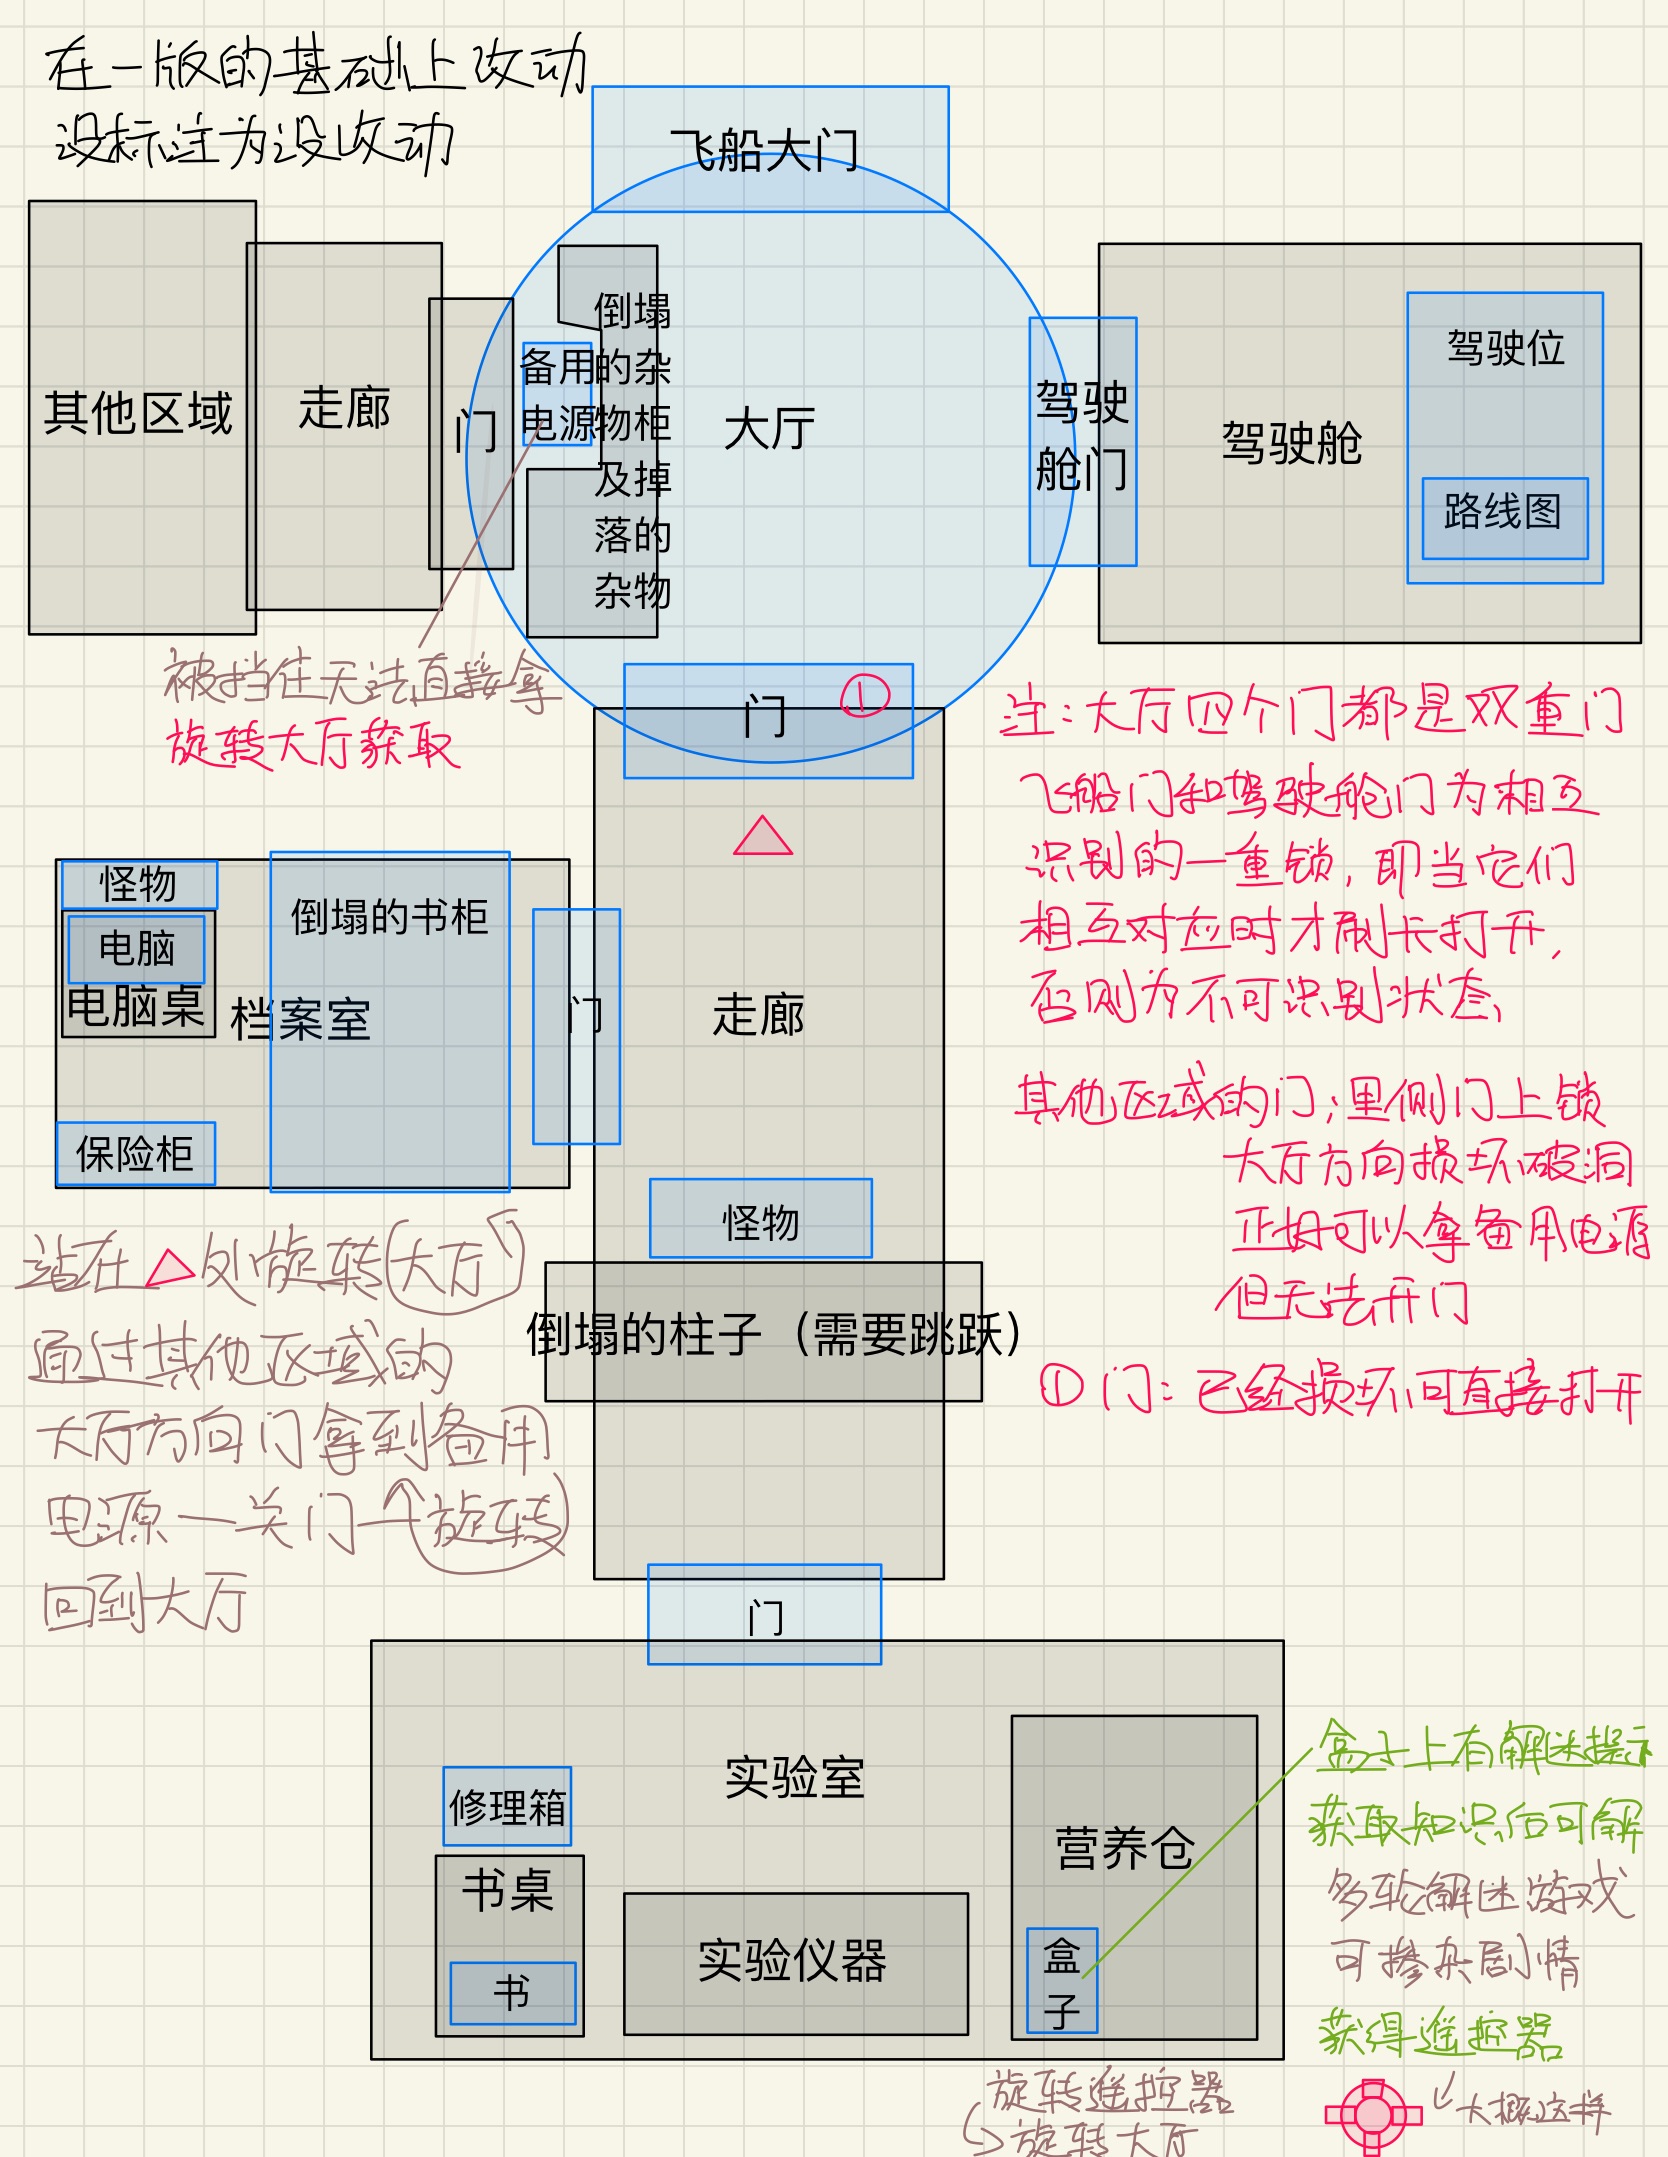 在一版的基础上改动
没标注为没改动
飞船大门
其他区域
走廊
门
备用
电源
倒塌
的杂
物柜
及掉
落的
杂物
大厅
驾驶
舱门
驾驶舱
驾驶位
路线图
被挡住无法直接拿
旋转大厅获取
门
①
注：大厅四个门都是双重门
飞船门和驾驶舱门为相互
识别的一重锁，即当它们
相互对应时才刷卡打开，
否则为不可识别状态、
其他区域的门：里侧门上锁
大厅方向损坏破洞
正好可以拿备用电源
但无法开门
①门：已经损坏可直接打开
怪物
电脑
电脑桌
倒塌的书柜
档案室
保险柜
门
走廊
怪物
倒塌的柱子（需要跳跃）
站在△处旋转(大厅)
通过其他区域的
大厅方向门拿到备用
电源一关门一(旋转)
回到大厅
门
实验室
修理箱
书桌
书
实验仪器
营养仓
盒
子
盒子上有解迷提示
获取知识后可解
多轮解迷游戏
可掺杂剧情
获得遥控器
大概这样
旋转遥控器
旋转大厅